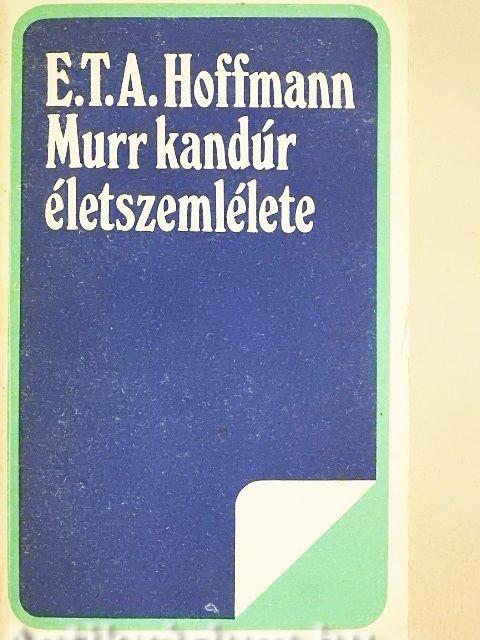 E.T.A. Hoffmann
Murr kandúr
életszemlélete